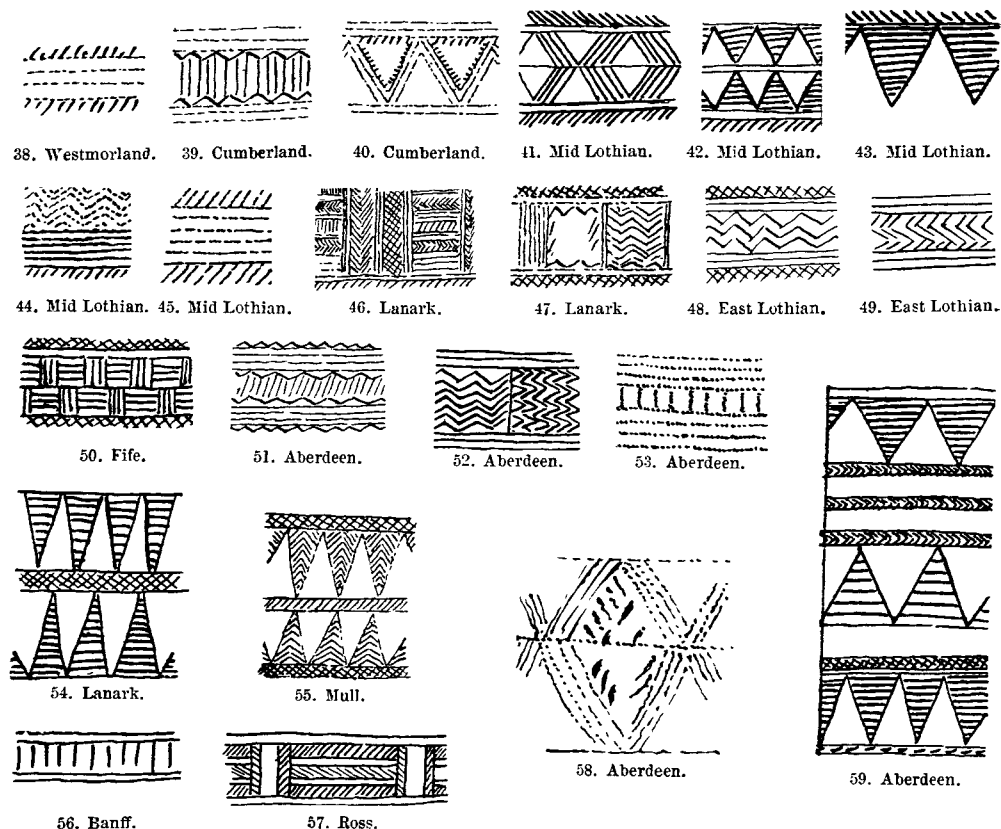 38. Westmorland. 39. Cumberland. 40. Cumberland. 41. Mid Lothian. 42. Mid Lothian. 43. Mid Lothian.
44. Mid Lothian. 45. Mid Lothian. 46. Lanark. 47. Lanark. 48. East Lothian. 49. East Lothian.
50. Fife. 51. Aberdeen. 52. Aberdeen. 53. Aberdeen.
54. Lanark. 55. Mull. 58. Aberdeen. 59. Aberdeen.
56. Banff. 57. Ross.